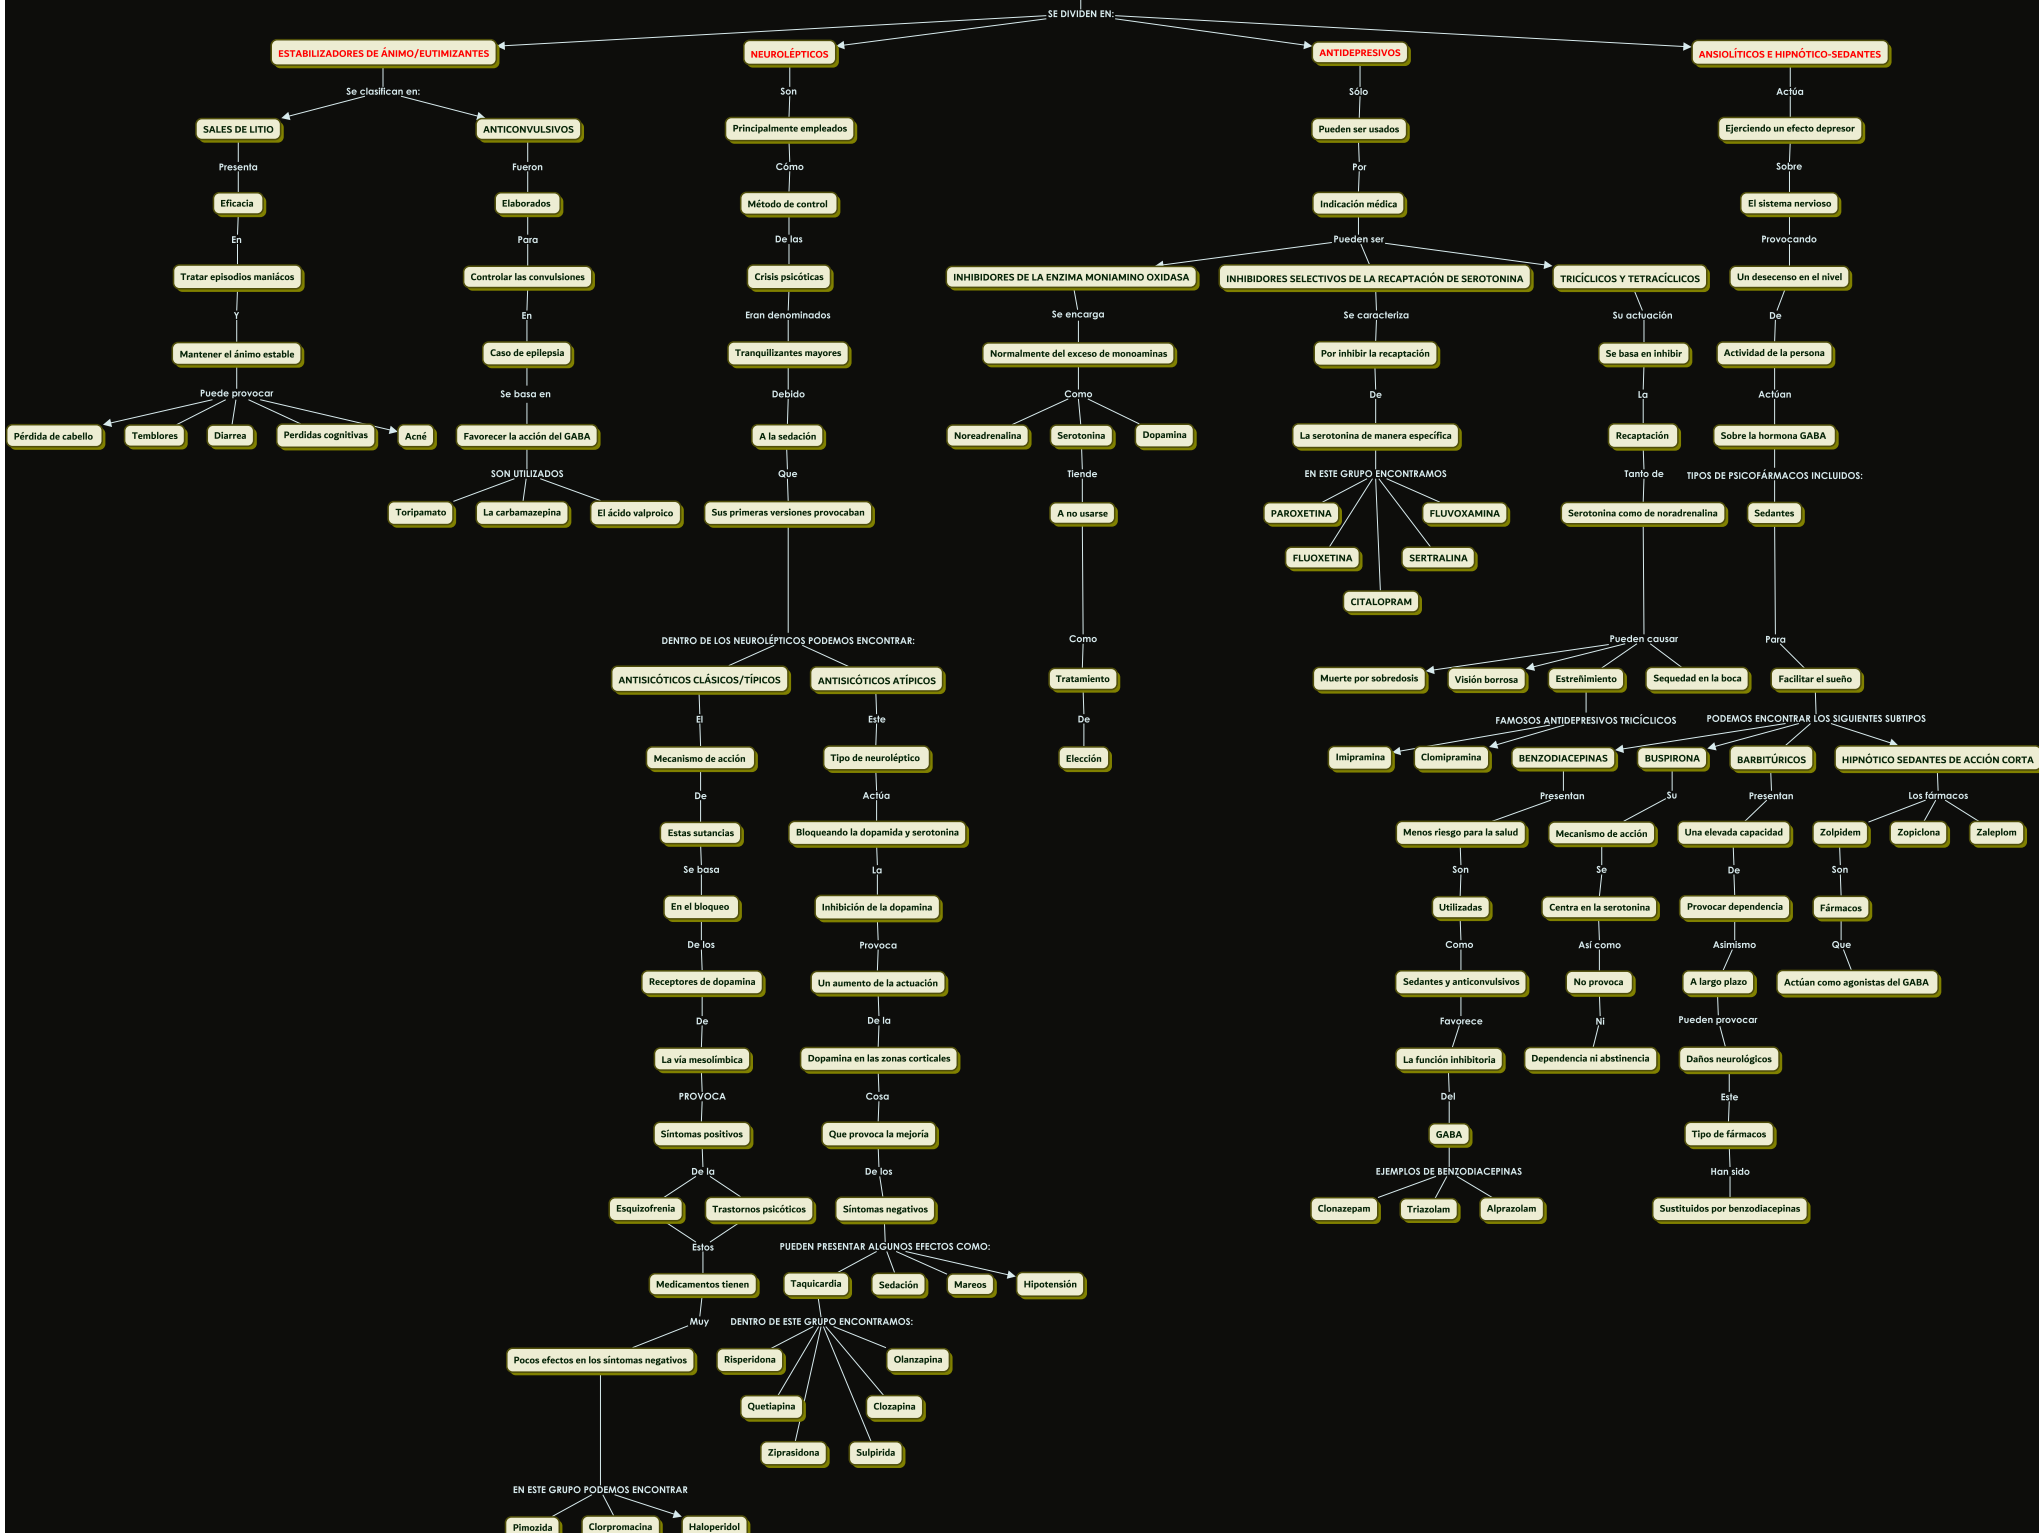 SE DIVIDEN EN:
ESTABILIZADORES DE ÁNIMO/EUTIMIZANTES
NEUROLÉPTICOS
ANTIDEPRESIVOS
ANSIOLÍTICOS E HIPNÓTICO-SEDANTES
Se clasifican en:
Son
Sólo
Actúa
SALES DE LITIO
ANTICONVULSIVOS
Principalmente empleados
Pueden ser usados
Ejerciendo un efecto depresor
Presenta
Fueron
Cómo
Por
Sobre
Eficacia
Elaborados
Método de control
Indicación médica
El sistema nervioso
En
Para
De las
Pueden ser
Provocando
Tratar episodios maniácos
Controlar las convulsiones
Crisis psicóticas
INHIBIDORES DE LA ENZIMA MONIAMINO OXIDASA
INHIBIDORES SELECTIVOS DE LA RECAPTACIÓN DE SEROTONINA
TRICÍCLICOS Y TETRACÍCLICOS
Un desecenso en el nivel
Y
En
Eran denominados
Se encarga
Se caracteriza
Su actuación
De
Mantener el ánimo estable
Caso de epilepsia
Tranquilizantes mayores
Normalmente del exceso de monoaminas
Por inhibir la recaptación
Se basa en inhibir
Actividad de la persona
Puede provocar
Se basa en
Debido
Como
De
La
Actúan
Pérdida de cabello
Temblores
Diarrea
Perdidas cognitivas
Acné
Favorecer la acción del GABA
A la sedación
Noreadrenalina
Serotonina
Dopamina
La serotonina de manera específica
Recaptación
Sobre la hormona GABA
SON UTILIZADOS
Que
Tiende
EN ESTE GRUPO ENCONTRAMOS
Tanto de
TIPOS DE PSICOFÁRMACOS INCLUIDOS:
Toripamato
La carbamazepina
El ácido valproico
Sus primeras versiones provocaban
A no usarse
PAROXETINA
FLUVOXAMINA
Serotonina como de noradrenalina
Sedantes
FLUOXETINA
SERTRALINA
CITALOPRAM
DENTRO DE LOS NEUROLÉPTICOS PODEMOS ENCONTRAR:
Como
Pueden causar
Para
ANTISICÓTICOS CLÁSICOS/TÍPICOS
ANTISICÓTICOS ATÍPICOS
Tratamiento
Muerte por sobredosis
Visión borrosa
Estreñimiento
Sequedad en la boca
Facilitar el sueño
El
Este
De
FAMOSOS ANTIDEPRESIVOS TRICÍCLICOS
PODEMOS ENCONTRAR LOS SIGUIENTES SUBTIPOS
Mecanismo de acción
Tipo de neuroléptico
Elección
Imipramina
Clomipramina
BENZODIACEPINAS
BUSPIRONA
BARBITÚRICOS
HIPNÓTICO SEDANTES DE ACCIÓN CORTA
De
Actúa
Presentan
Su
Presentan
Los fármacos
Estas sutancias
Bloqueando la dopamida y serotonina
Menos riesgo para la salud
Mecanismo de acción
Una elevada capacidad
Zolpidem
Zopiclona
Zaleplom
Se basa
La
Son
Se
De
Son
En el bloqueo
Inhibición de la dopamina
Utilizadas
Centra en la serotonina
Provocar dependencia
Fármacos
De los
Provoca
Como
Así como
Asimismo
Que
Receptores de dopamina
Un aumento de la actuación
Sedantes y anticonvulsivos
No provoca
A largo plazo
Actúan como agonistas del GABA
De
De la
Favorece
Ni
Pueden provocar
La vía mesolímbica
Dopamina en las zonas corticales
La función inhibitoria
Dependencia ni abstinencia
Daños neurológicos
PROVOCA
Cosa
Del
Este
Síntomas positivos
Que provoca la mejoría
GABA
Tipo de fármacos
De la
De los
EJEMPLOS DE BENZODIACEPINAS
Han sido
Esquizofrenia
Trastornos psicóticos
Síntomas negativos
Clonazepam
Triazolam
Alprazolam
Sustituidos por benzodiacepinas
Estos
PUEDEN PRESENTAR ALGUNOS EFECTOS COMO:
Medicamentos tienen
Taquicardia
Sedación
Mareos
Hipotensión
Muy
DENTRO DE ESTE GRUPO ENCONTRAMOS:
Pocos efectos en los síntomas negativos
Risperidona
Olanzapina
Quetiapina
Clozapina
Ziprasidona
Sulpirida
EN ESTE GRUPO PODEMOS ENCONTRAR
Pimozida
Clorpromacina
Haloperidol